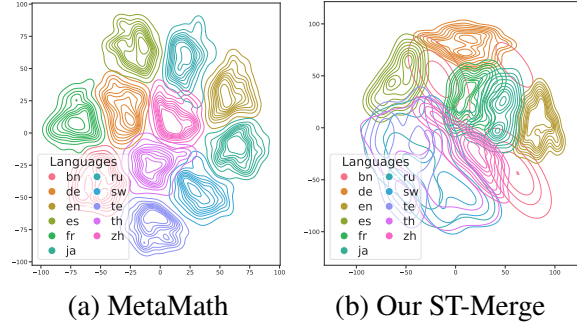 100
75
50
25
0
−25
−50
−75
−100
−100 −75 −50 −25 0 25 50 75 100
Languages
bn ru
de sw
en te
es th
fr zh
ja
(a) MetaMath
100
50
0
−50
−100
−100 −50 0 50 100
Languages
bn ru
de sw
en te
es th
fr zh
ja
(b) Our ST-Merge